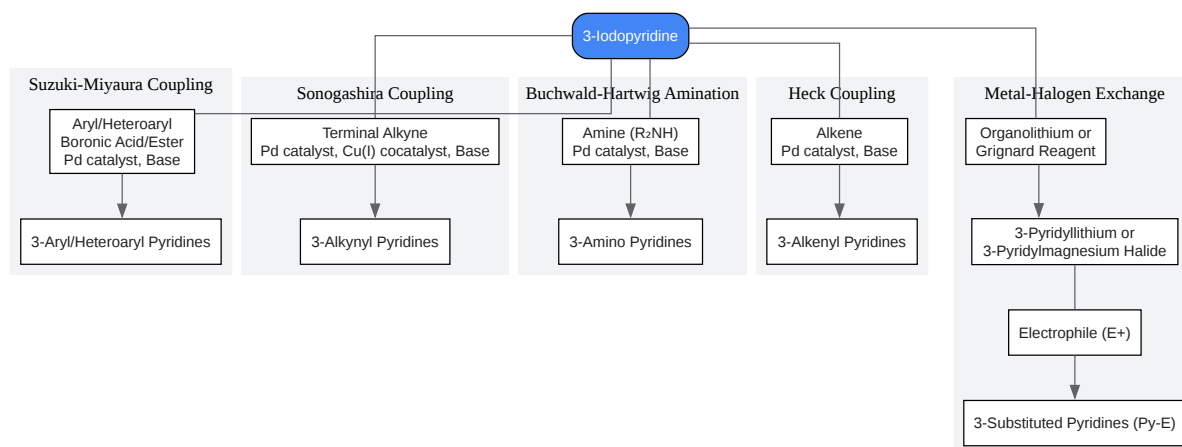 3-Iodopyridine
Suzuki-Miyaura Coupling
Aryl/Heteroaryl
Boronic Acid/Ester
Pd catalyst, Base
3-Aryl/Heteroaryl Pyridines
Sonogashira Coupling
Terminal Alkyne
Pd catalyst, Cu(I) cocatalyst, Base
3-Alkynyl Pyridines
Buchwald-Hartwig Amination
Amine (R₂NH)
Pd catalyst, Base
3-Amino Pyridines
Heck Coupling
Alkene
Pd catalyst, Base
3-Alkenyl Pyridines
Metal-Halogen Exchange
Organolithium or
Grignard Reagent
3-Pyridyllithium or
3-Pyridylmagnesium Halide
Electrophile (E+)
3-Substituted Pyridines (Py-E)